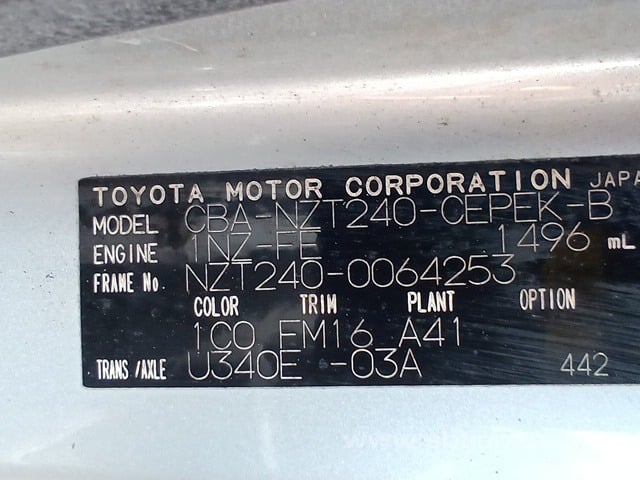 TOYOTA MOTOR CORPORATION JAPA
MODEL CBA-NZT240-CEPEK-B
ENGINE 1NZ-FE 1496 mL
FRAME No. NZT240-0064253
COLOR TRIM PLANT OPTION
1C0 FM16 A41
TRANS/AXLE U340E -03A 442